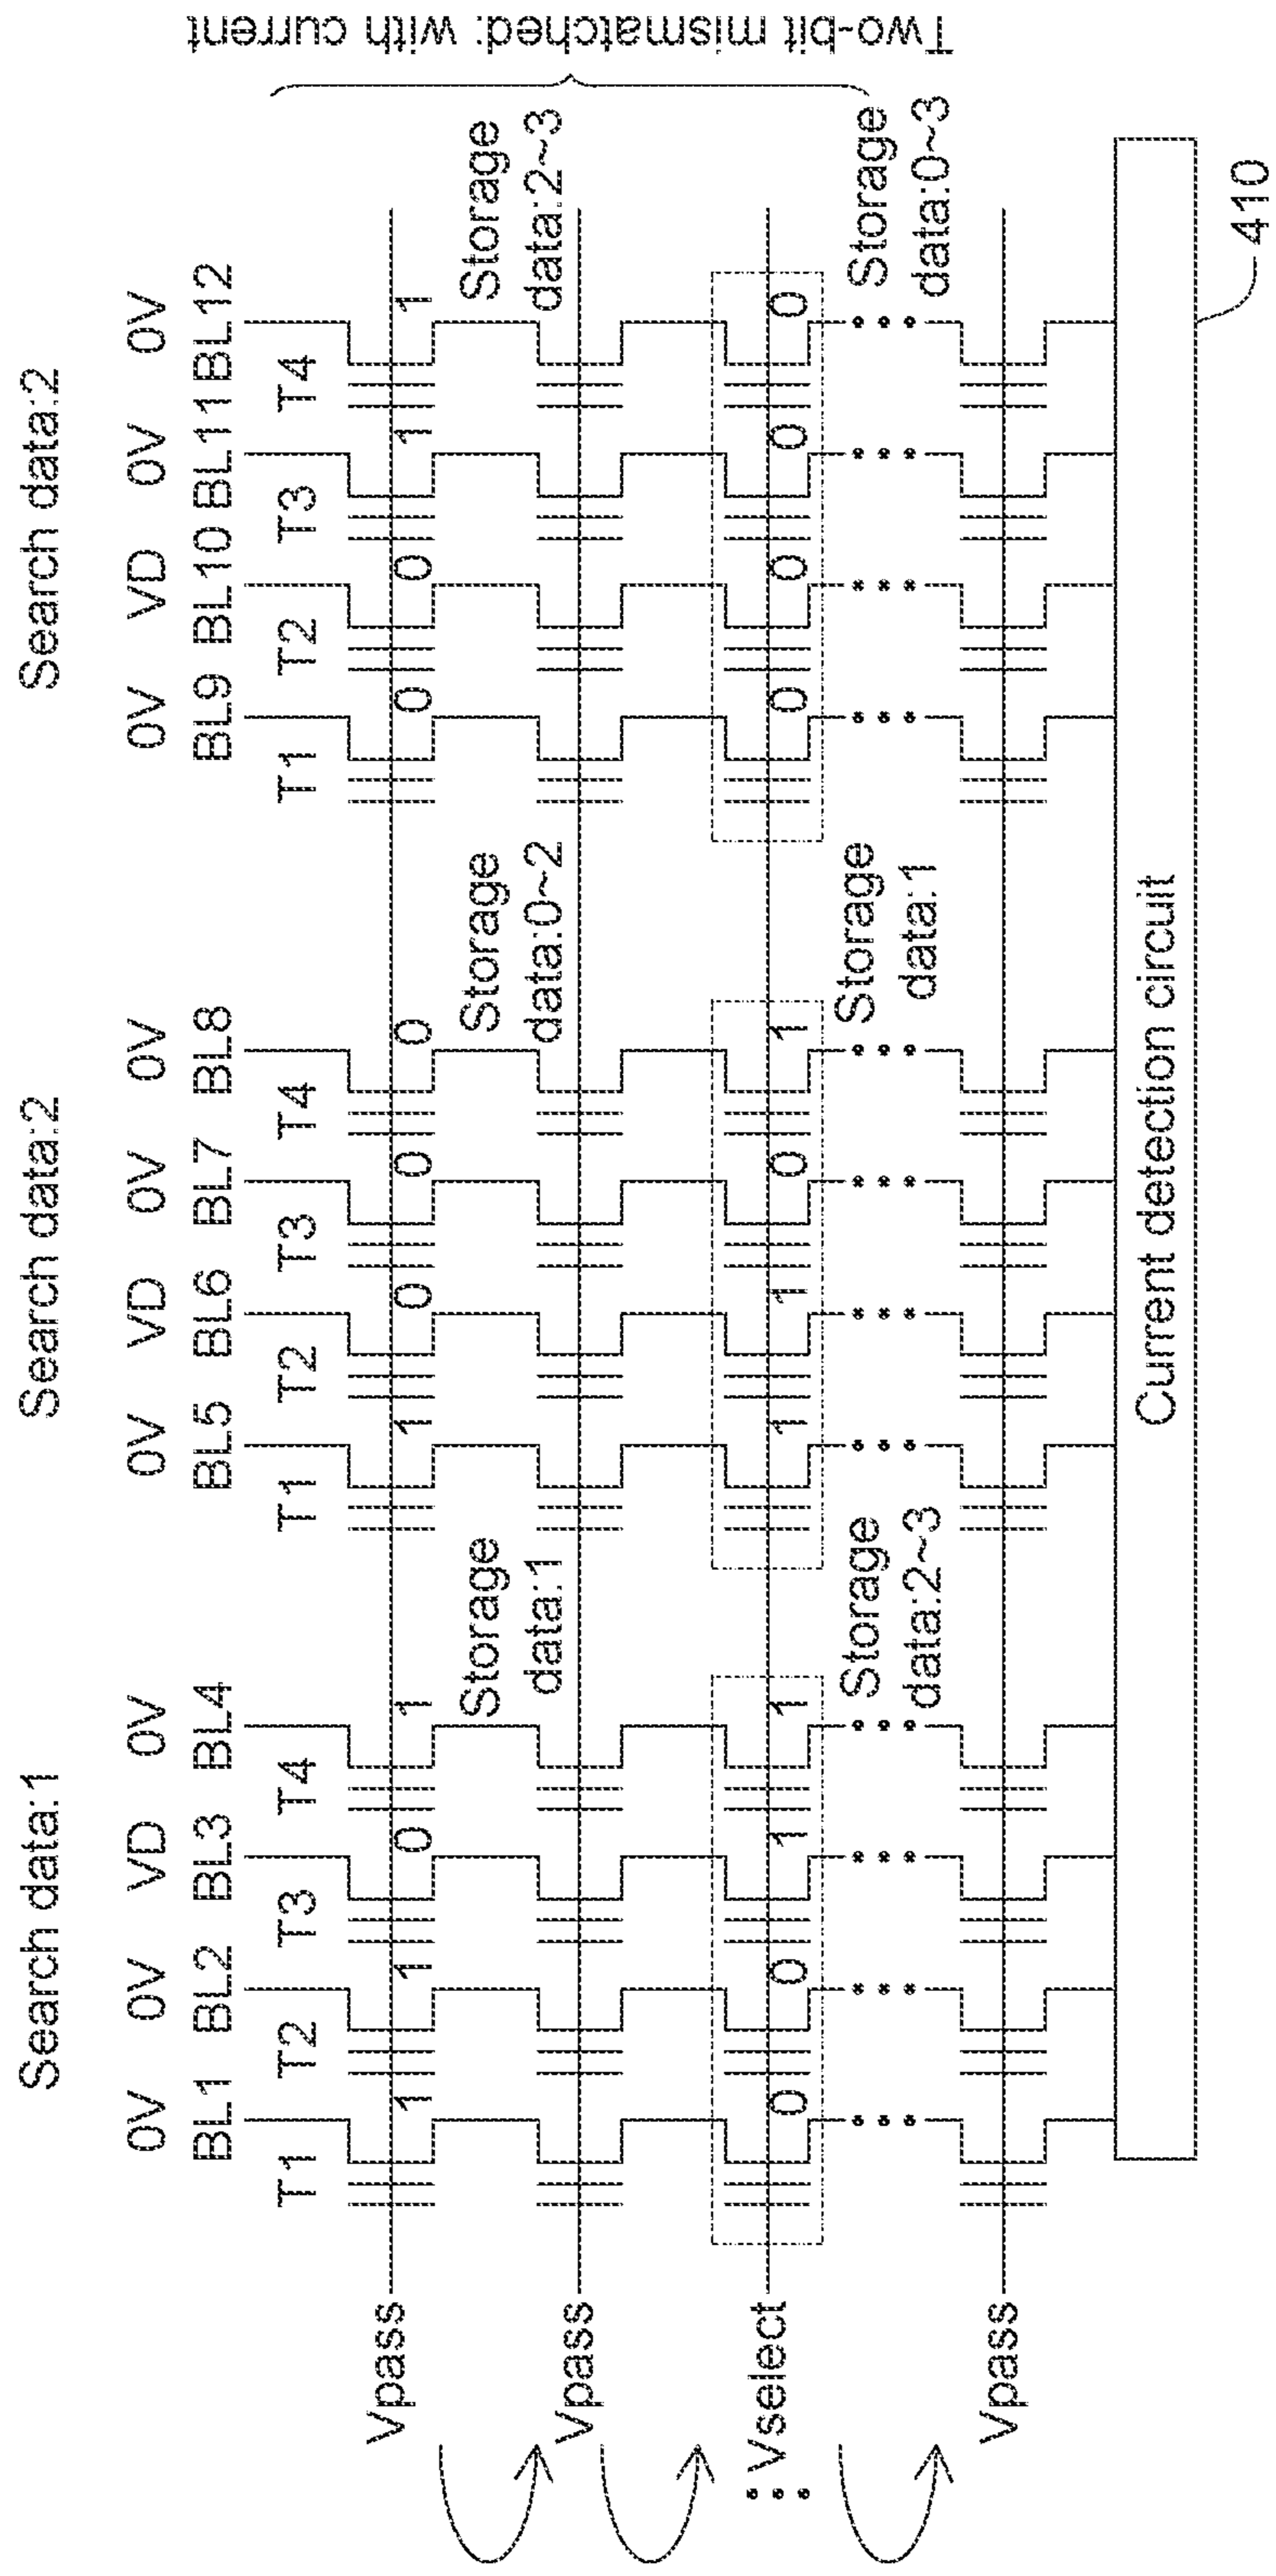 Search data:1 Search data:2 Search data:2
0V 0V VD 0V 0V VD 0V 0V 0V VD 0V 0V
BL1 BL2 BL3 BL4 BL5 BL6 BL7 BL8 BL9 BL10 BL11 BL12
T1 T2 T3 T4 T1 T2 T3 T4 T1 T2 T3 T4
Vpass 1 1 0 1 1 0 0 0 0 0 1 1
Storage data:1
Storage data:0~2
Storage data:2~3
Vpass
Vselect 0 0 1 1 1 1 0 1 0 0 0 0
Storage data:2~3
Storage data:1
Storage data:0~3
Vpass
Two-bit mismatched: with current
Current detection circuit
410